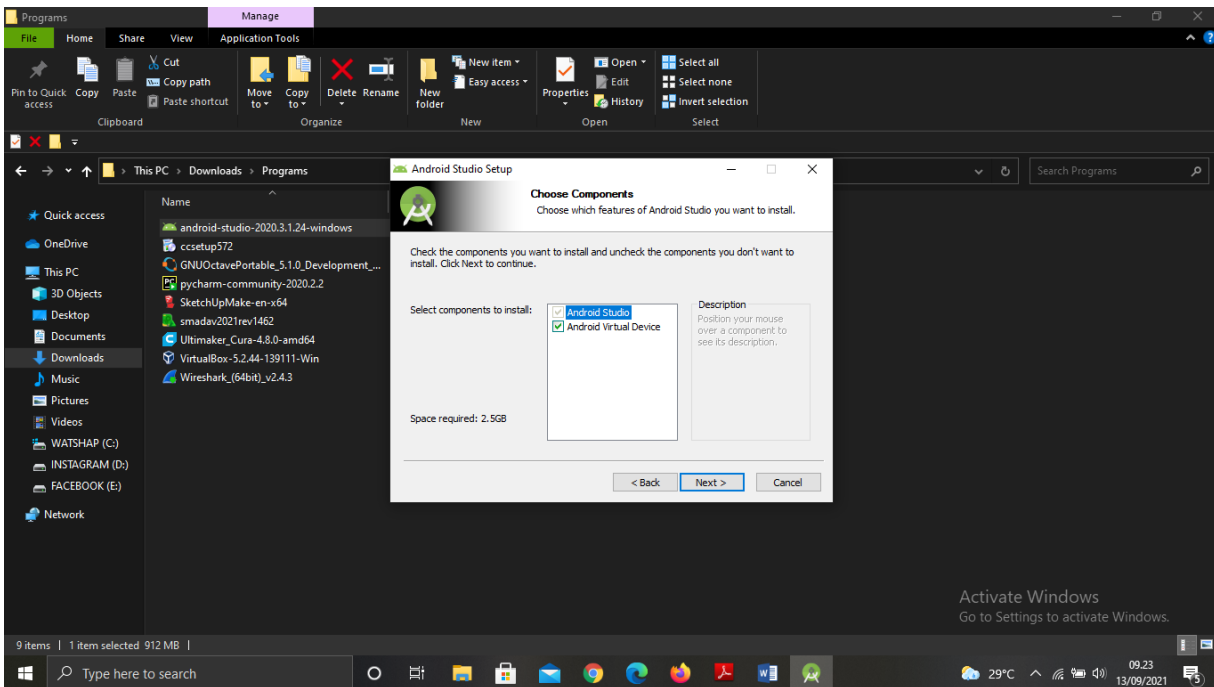 Programs
Manage
File Home Share View Application Tools
Pin to Quick access
Copy
Paste
Cut
Copy path
Paste shortcut
Move to
Copy to
Delete
Rename
New folder
New item
Easy access
Properties
Open
Edit
History
Select all
Select none
Invert selection
Clipboard
Organize
New
Open
Select
This PC › Downloads › Programs
Search Programs
Quick access
OneDrive
This PC
3D Objects
Desktop
Documents
Downloads
Music
Pictures
Videos
WATSHAP (C:)
INSTAGRAM (D:)
FACEBOOK (E:)
Network
Name
android-studio-2020.3.1.24-windows
ccsetup572
GNUOctavePortable_5.1.0_Development_...
pycharm-community-2020.2.2
SketchUpMake-en-x64
smadav2021rev1462
Ultimaker_Cura-4.8.0-amd64
VirtualBox-5.2.44-139111-Win
Wireshark_(64bit)_v2.4.3
Android Studio Setup
Choose Components
Choose which features of Android Studio you want to install.
Check the components you want to install and uncheck the components you don't want to
install. Click Next to continue.
Select components to install:
Android Studio
Android Virtual Device
Description
Position your mouse
over a component to
see its description.
Space required: 2.5GB
< Back
Next >
Cancel
Activate Windows
Go to Settings to activate Windows.
9 items
1 item selected 912 MB
Type here to search
29°C
09.23
13/09/2021
5